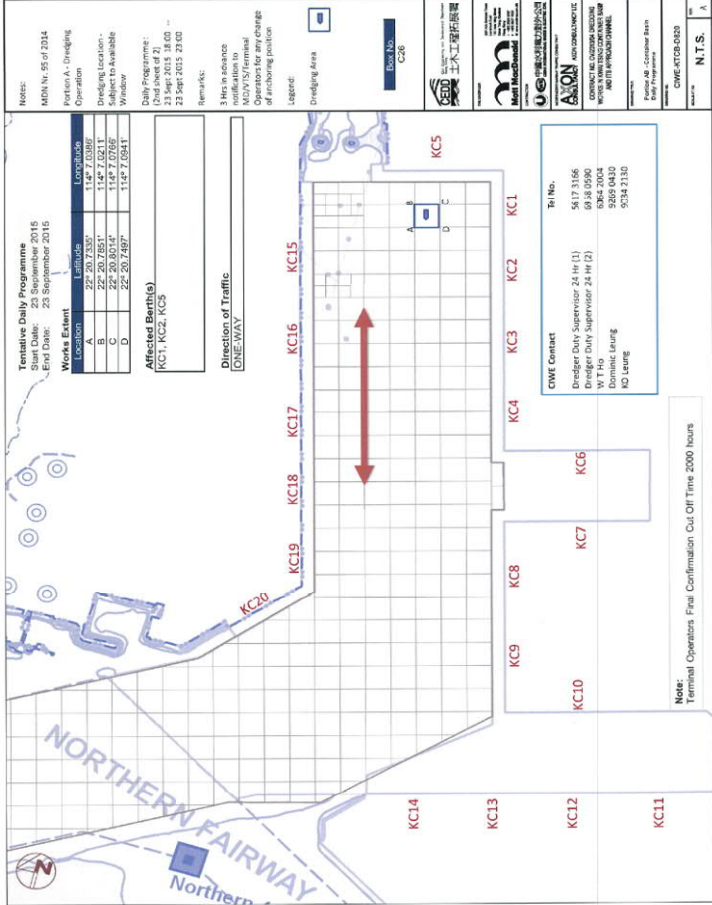 Tentative Daily Programme
Start Date: 23 September 2015
End Date: 23 September 2015
Works Extent
Location Latitude Longitude
A 22° 20.7335' 114° 7.0386'
B 22° 20.7851' 114° 7.0211'
C 22° 20.8014' 114° 7.0766'
D 22° 20.7497' 114° 7.0941'
Affected Berth(s)
KC1, KC2, KC5
Direction of Traffic
ONE-WAY
Notes:
MDN Nr. 95 of 2014
Portion A - Dredging
Operation
Dredging Location -
Subject to Available
Window
Daily Programme:
(2nd sheet of 2)
23 Sept 2015 18:00 --
23 Sept 2015 23:00
Remarks:
3 Hrs in advance
notification to
MD/VTS/Terminal
Operators for any change
of anchoring position
Legend:
Dredging Area
Box No.
C26
CEDD
土木工程拓展署
Mott MacDonald
AXON
CONSULTANCY
Portion AB - Container Basin
Daily Programme
CIWE-KTCB-D820
N.T.S.
A
N
NORTHERN FAIRWAY
Northern
KC20
KC19
KC18
KC17
KC16
KC15
KC5
A
B
C
D
KC14
KC13
KC12
KC11
KC10
KC9
KC8
KC7
KC6
KC4
KC3
KC2
KC1
CIWE Contact Tel No.
Dredger Duty Supervisor 24 Hr (1) 5617 3166
Dredger Duty Supervisor 24 Hr (2)
W T Ho 6064 2004
Dominic Leung 9269 0430
KO Leung 9034 2130
Note:
Terminal Operators Final Confirmation Cut Off Time 2000 hours